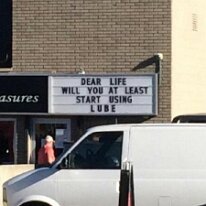 DEAR LIFE
WILL YOU AT LEAST
START USING
LUBE
asures